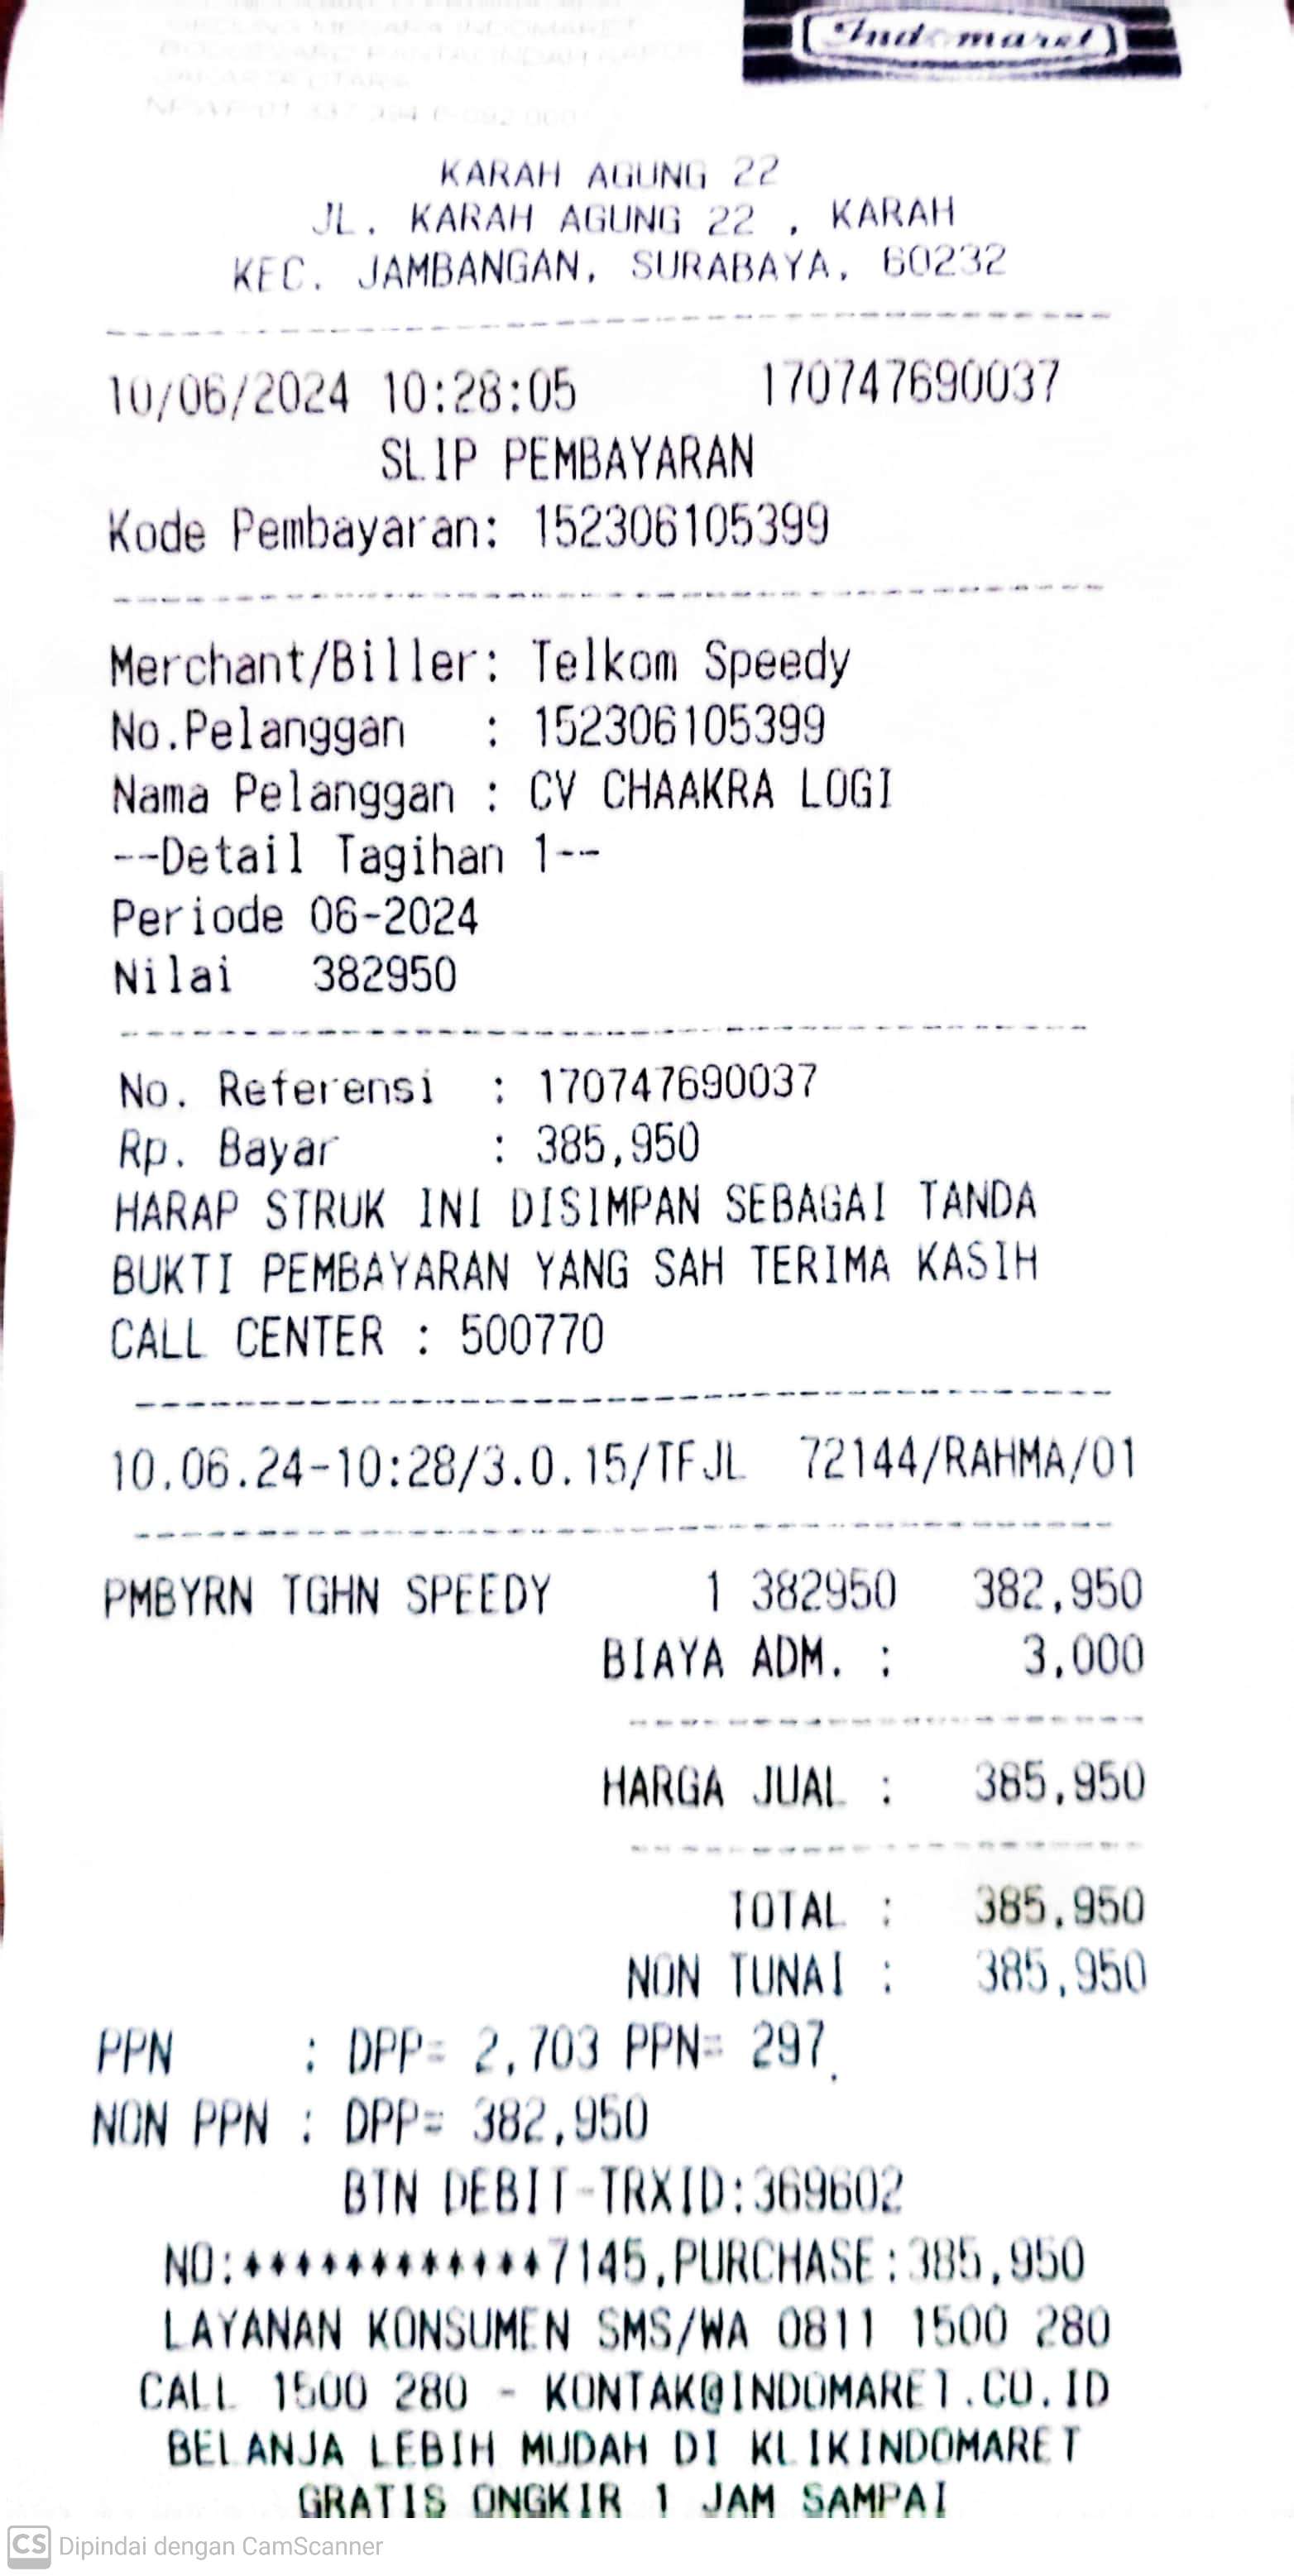 Indomaret
KARAH AGUNG 22
JL. KARAH AGUNG 22 , KARAH
KEC. JAMBANGAN, SURABAYA, 60232
10/06/2024 10:28:05 170747690037
SLIP PEMBAYARAN
Kode Pembayaran: 152306105399
Merchant/Biller: Telkom Speedy
No.Pelanggan : 152306105399
Nama Pelanggan : CV CHAAKRA LOGI
--Detail Tagihan 1--
Periode 06-2024
Nilai 382950
No. Referensi : 170747690037
Rp. Bayar : 385,950
HARAP STRUK INI DISIMPAN SEBAGAI TANDA
BUKTI PEMBAYARAN YANG SAH TERIMA KASIH
CALL CENTER : 500770
10.06.24-10:28/3.0.15/TFJL 72144/RAHMA/01
PMBYRN TGHN SPEEDY 1 382950 382,950
BIAYA ADM. : 3,000
HARGA JUAL : 385,950
TOTAL : 385,950
NON TUNAI : 385,950
PPN : DPP= 2,703 PPN= 297
NON PPN : DPP= 382,950
BTN DEBIT-TRXID:369602
NO:************7145,PURCHASE:385,950
LAYANAN KONSUMEN SMS/WA 0811 1500 280
CALL 1500 280 - KONTAK@INDOMARET.CO.ID
BELANJA LEBIH MUDAH DI KLIKINDOMARET
GRATIS ONGKIR 1 JAM SAMPAI
CS Dipindai dengan CamScanner